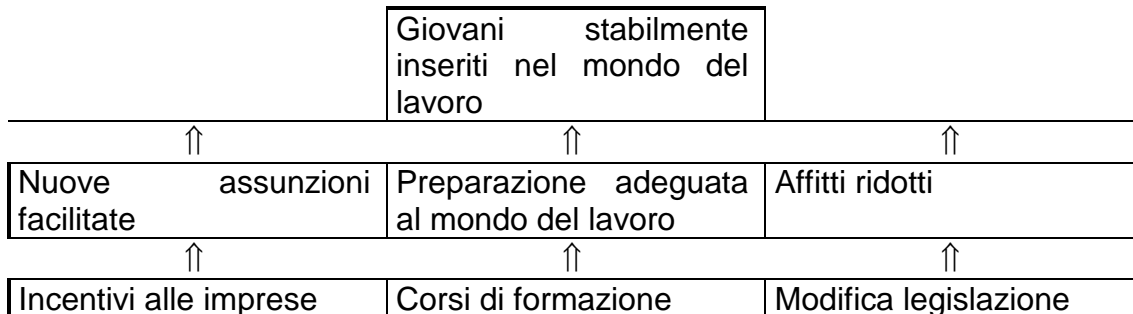 Giovani stabilmente
inseriti nel mondo del
lavoro
⇑ ⇑ ⇑
Nuove assunzioni
facilitate
Preparazione adeguata
al mondo del lavoro
Affitti ridotti
⇑ ⇑ ⇑
Incentivi alle imprese
Corsi di formazione
Modifica legislazione